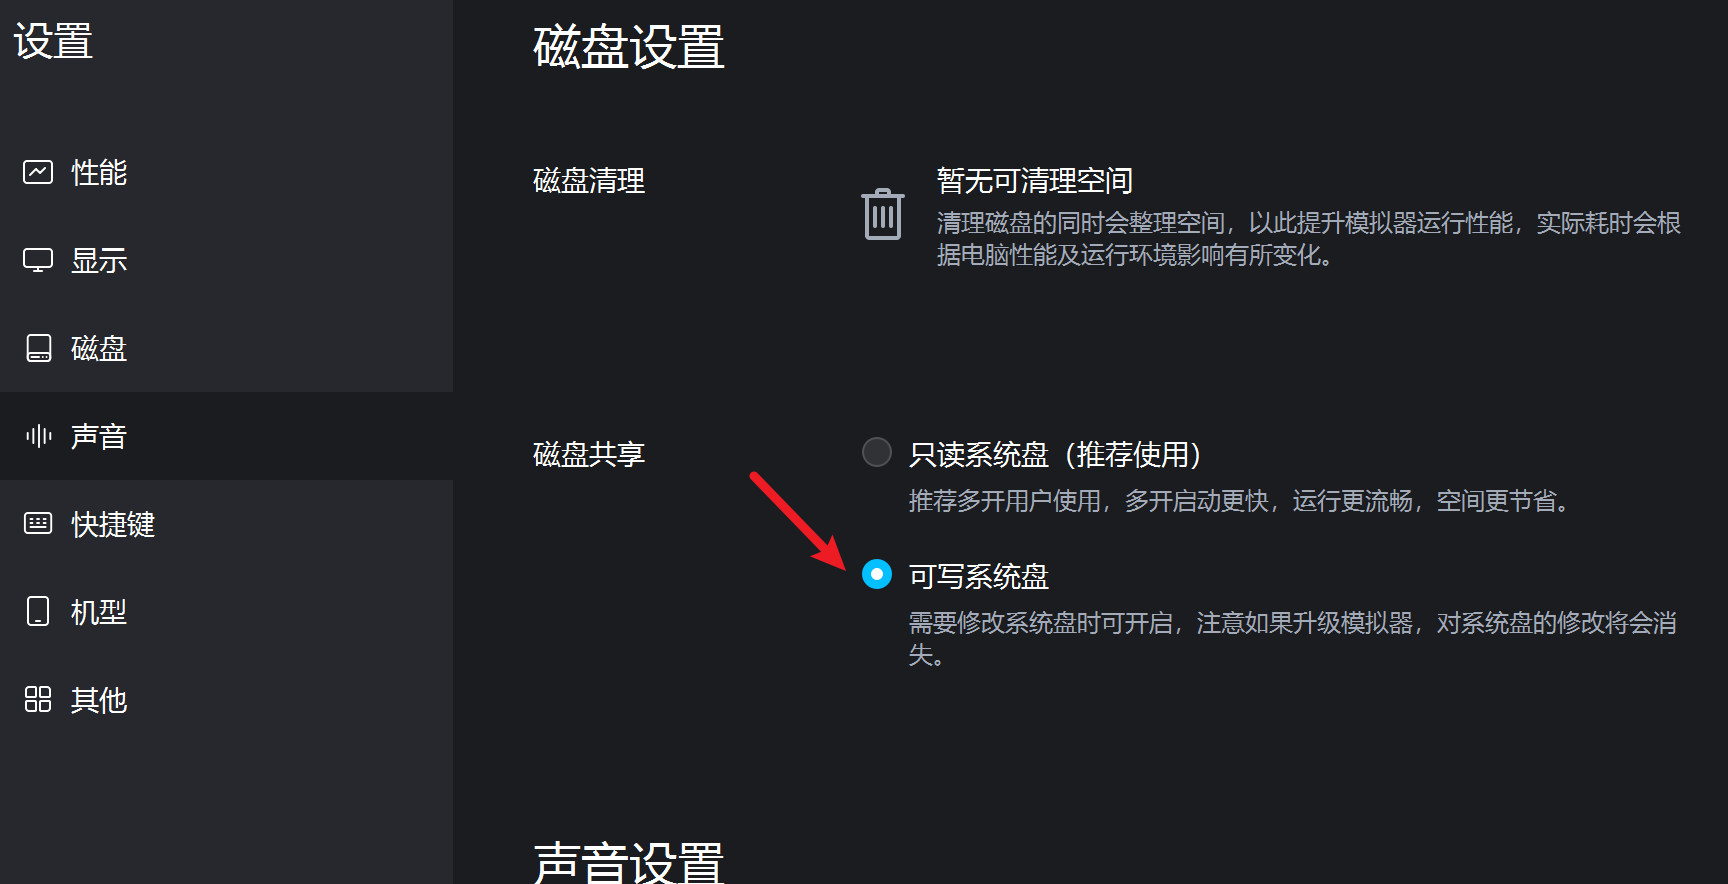 设置
性能
显示
磁盘
声音
快捷键
机型
其他
磁盘设置
磁盘清理
暂无可清理空间
清理磁盘的同时会整理空间，以此提升模拟器运行性能，实际耗时会根
据电脑性能及运行环境影响有所变化。
磁盘共享
只读系统盘（推荐使用）
推荐多开用户使用，多开启动更快，运行更流畅，空间更节省。
可写系统盘
需要修改系统盘时可开启，注意如果升级模拟器，对系统盘的修改将会消
失。
声音设置